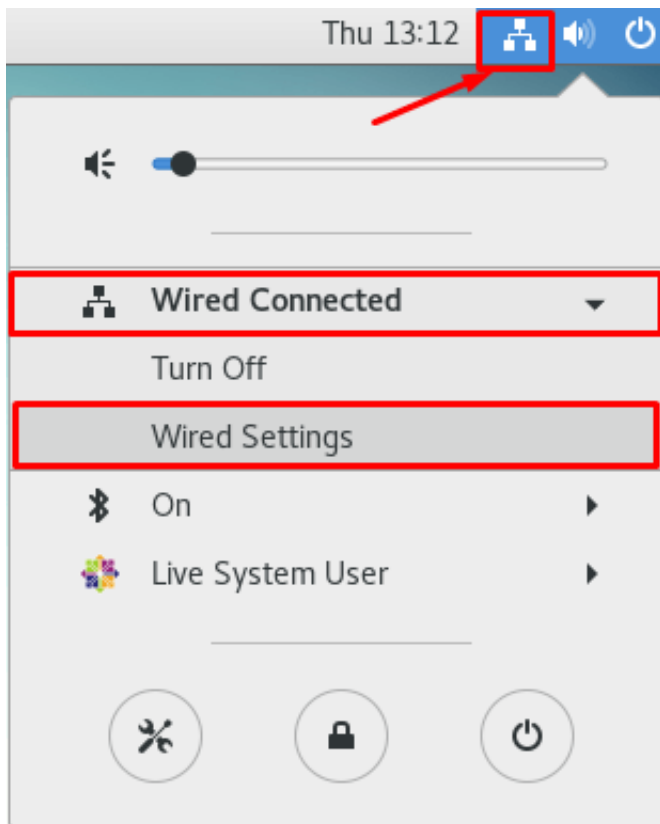 Thu 13:12
Wired Connected
Turn Off
Wired Settings
On
Live System User